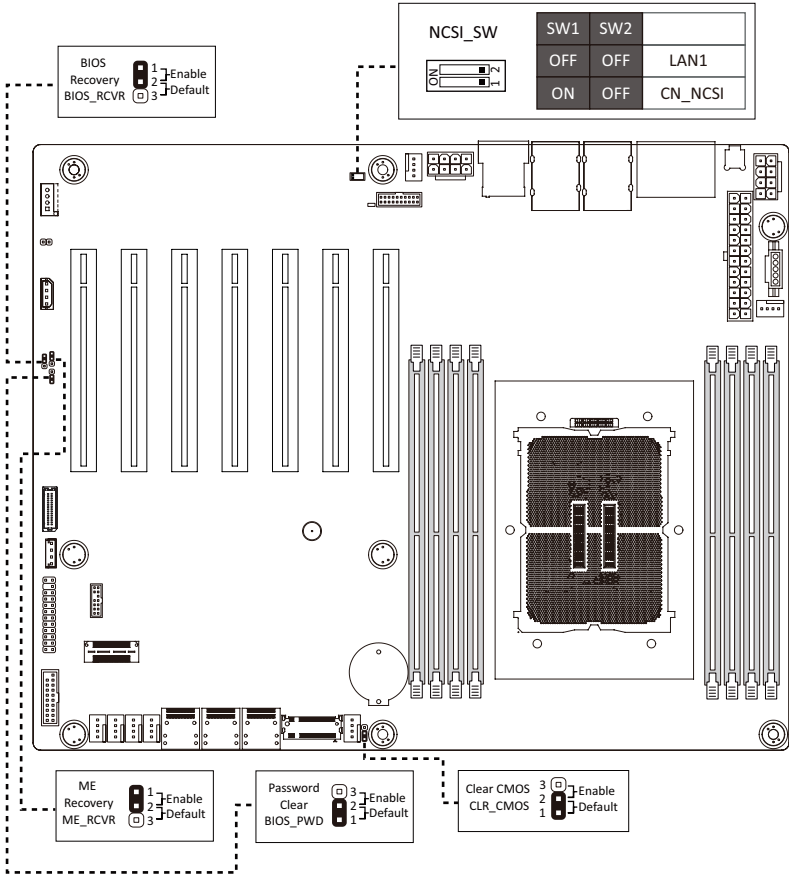 BIOS
Recovery
BIOS_RCVR
1
2
3
Enable
Default
NCSI_SW
ON
2
1
SW1 SW2
OFF OFF LAN1
ON OFF CN_NCSI
ME
Recovery
ME_RCVR
1
2
3
Enable
Default
Password
Clear
BIOS_PWD
3
2
1
Enable
Default
Clear CMOS
CLR_CMOS
3
2
1
Enable
Default